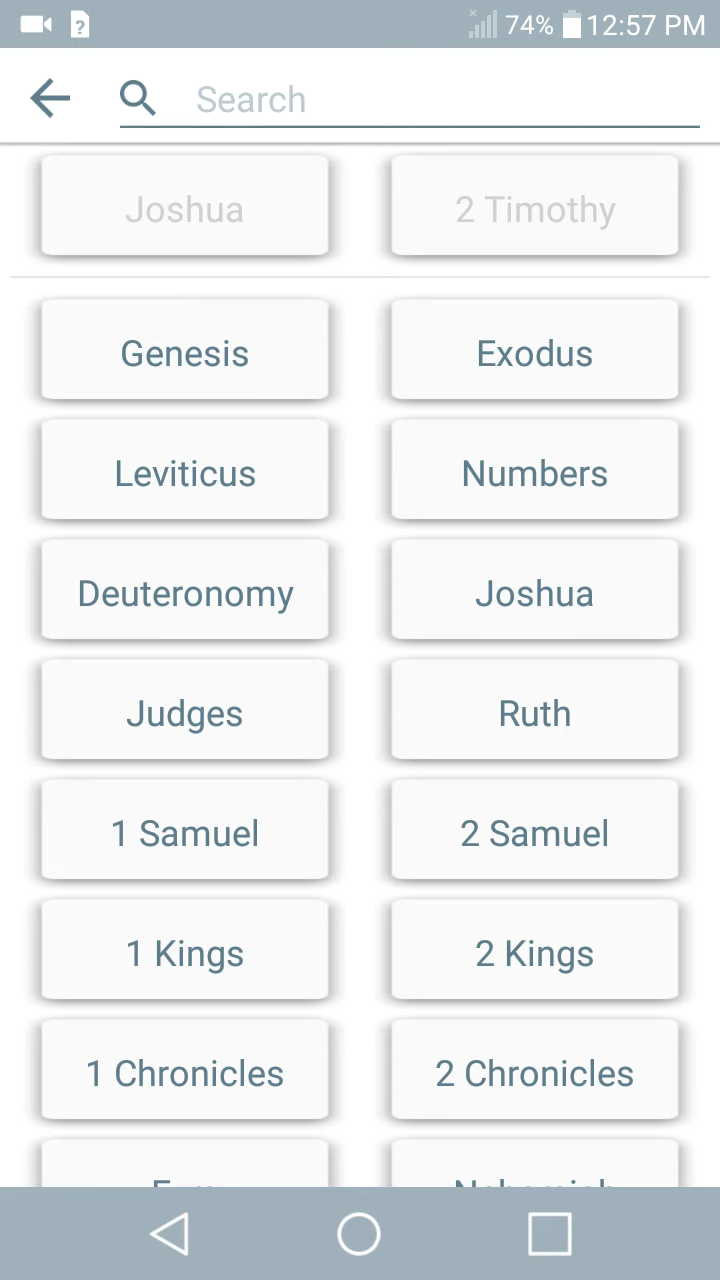 74% 12:57 PM
Search
Joshua 2 Timothy
Genesis Exodus
Leviticus Numbers
Deuteronomy Joshua
Judges Ruth
1 Samuel 2 Samuel
1 Kings 2 Kings
1 Chronicles 2 Chronicles